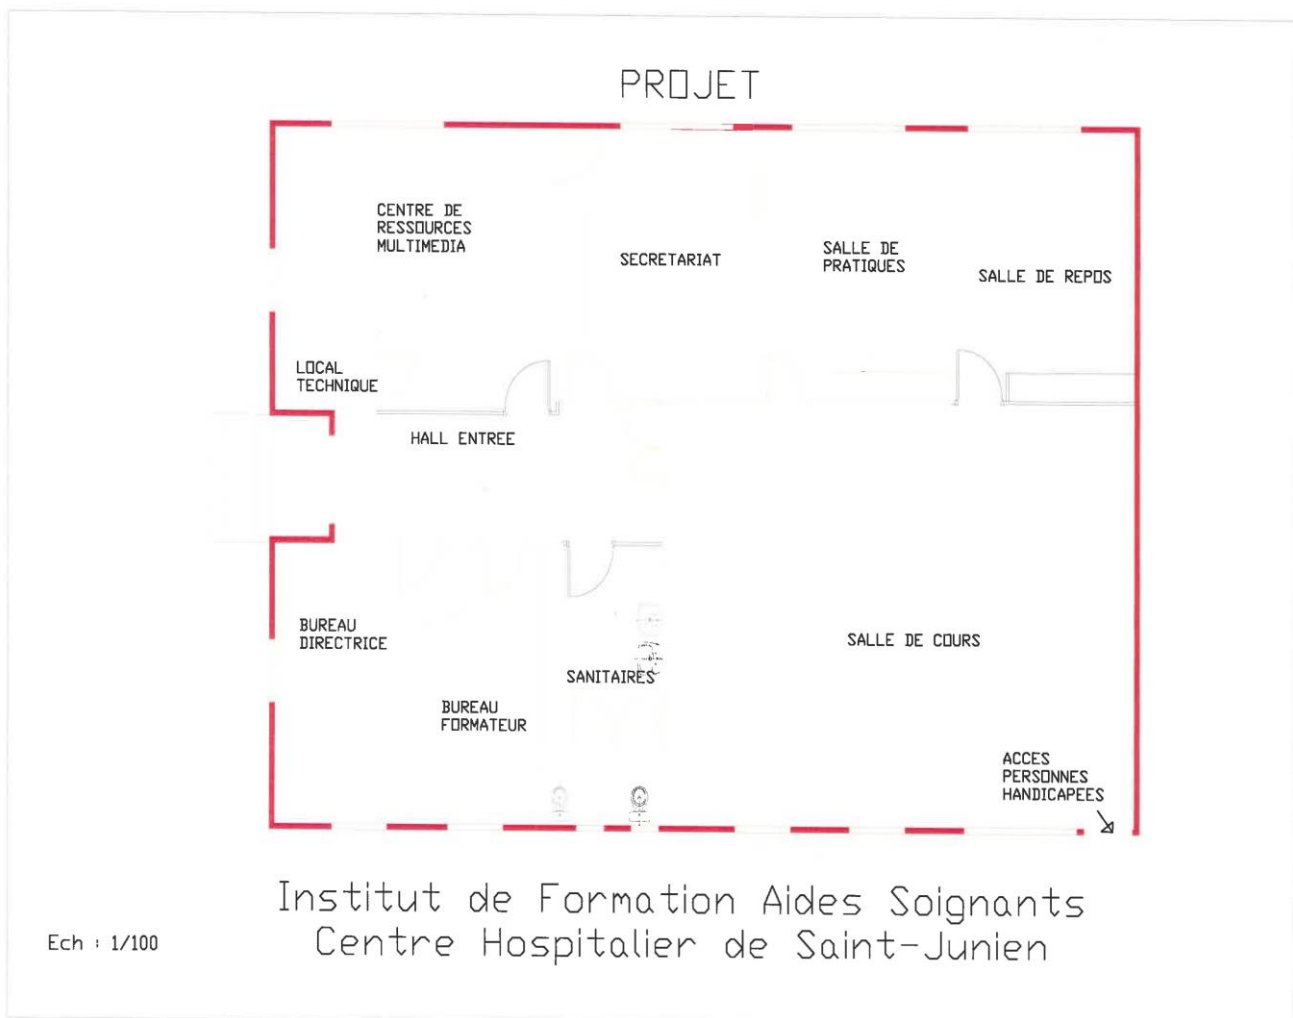 PROJET
CENTRE DE
RESSOURCES
MULTIMEDIA
SECRETARIAT
SALLE DE
PRATIQUES
SALLE DE REPOS
LOCAL
TECHNIQUE
HALL ENTREE
BUREAU
DIRECTRICE
BUREAU
FORMATEUR
SANITAIRES
SALLE DE COURS
ACCES
PERSONNES
HANDICAPEES
Institut de Formation Aides Soignants
Centre Hospitalier de Saint-Junien
Ech : 1/100